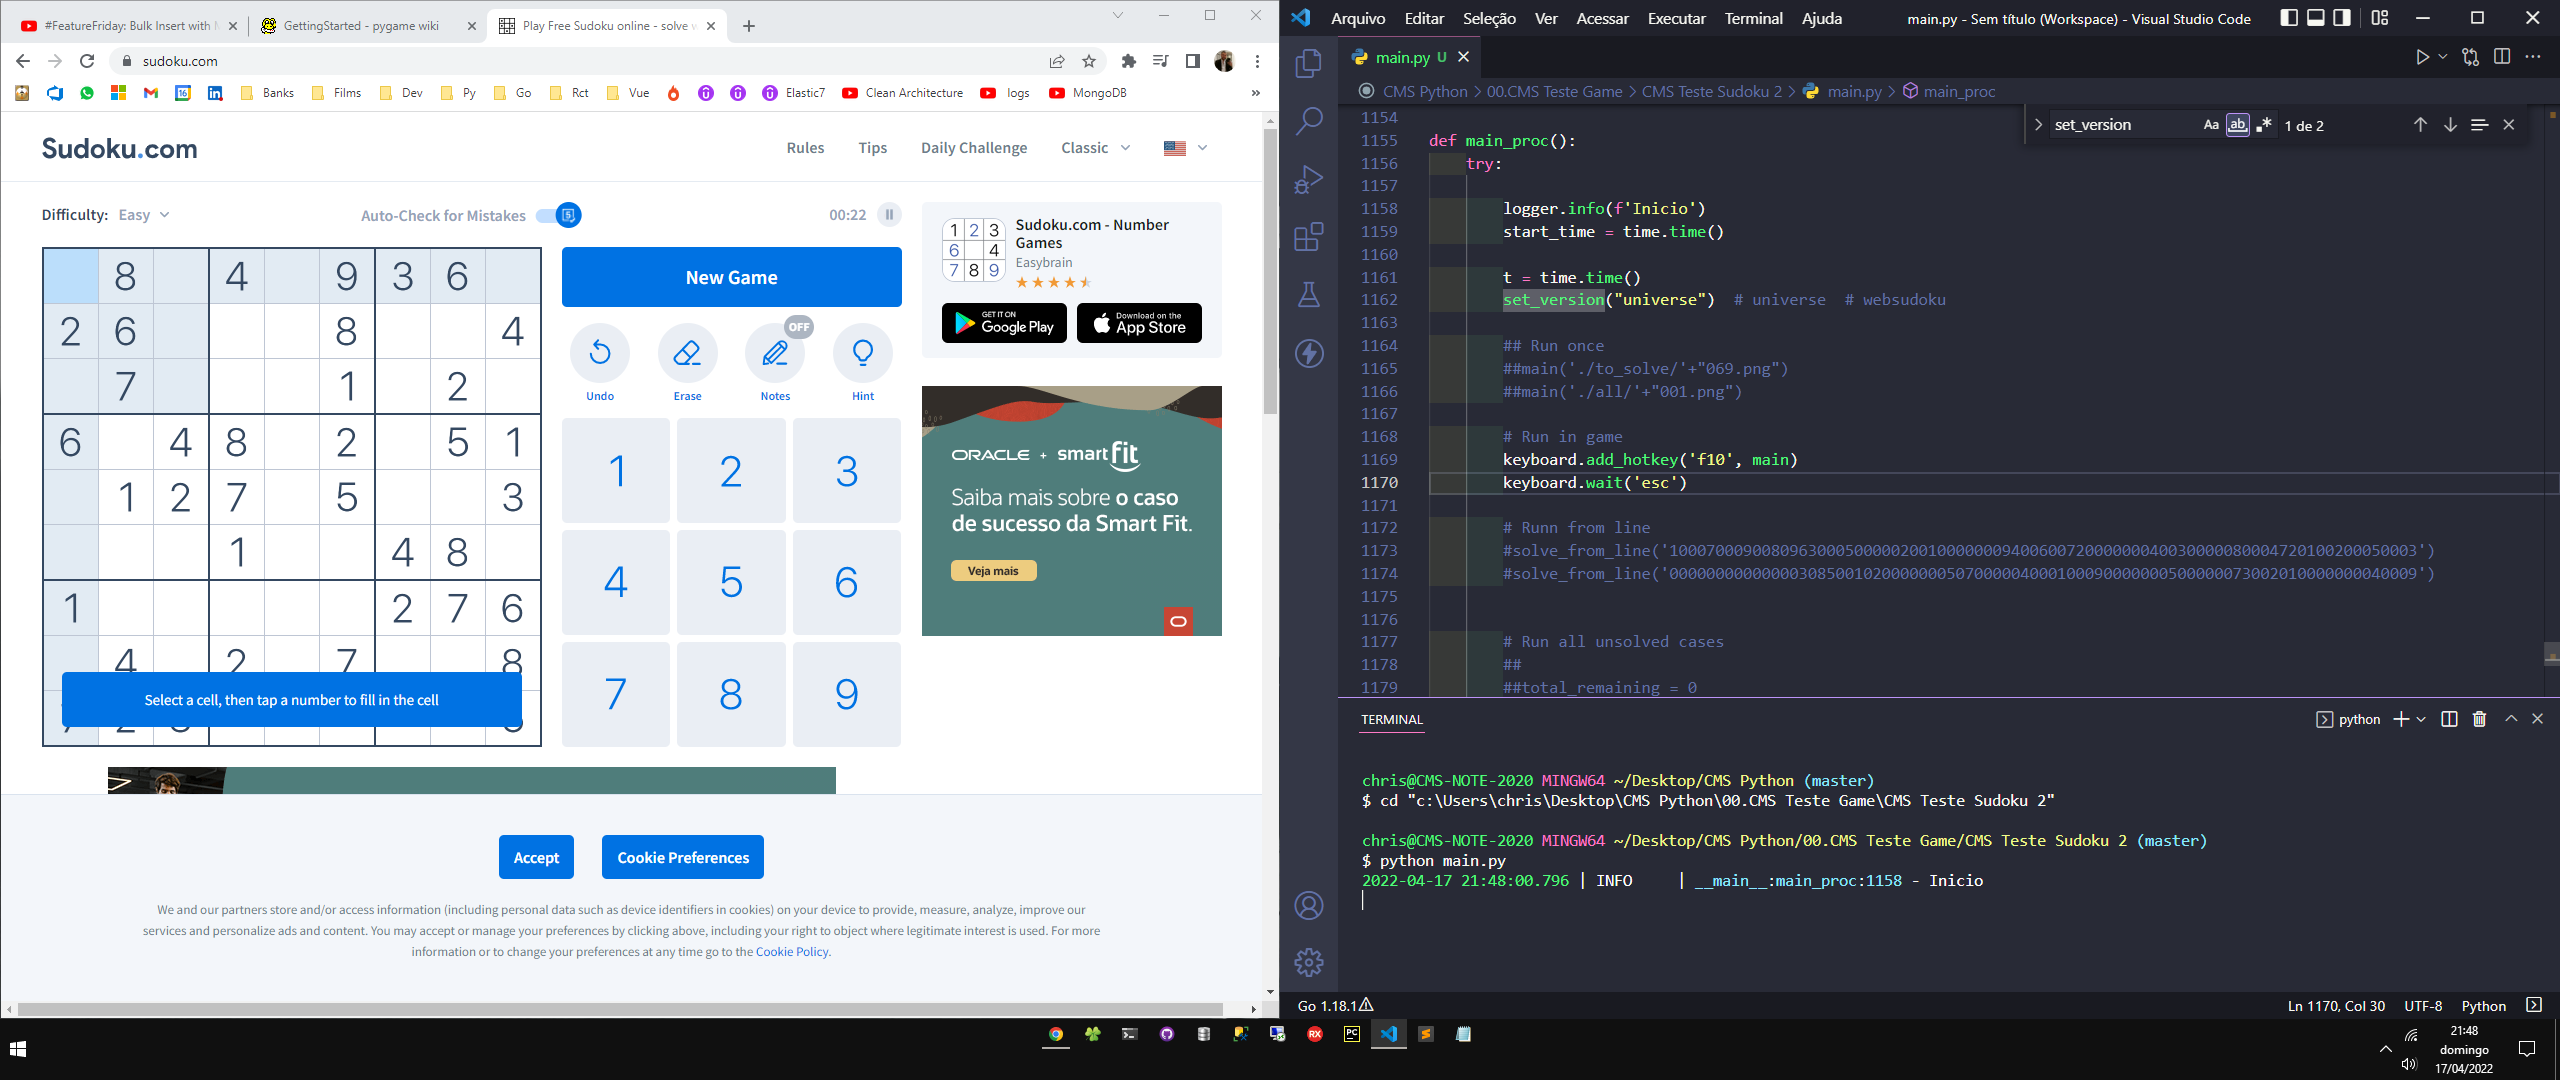 #FeatureFriday: Bulk Insert with
GettingStarted - pygame wiki
Play Free Sudoku online - solve w
sudoku.com
Banks
Films
Dev
Py
Go
Rct
Vue
Elastic7
Clean Architecture
logs
MongoDB
»
Sudoku.com
Rules
Tips
Daily Challenge
Classic
Difficulty: Easy
Auto-Check for Mistakes
00:22
8 4 9 3 6
2 6 8 4
7 1 2
6 4 8 2 5 1
1 2 7 5 3
1 4 8
1 2 7 6
4 2 7 8
Select a cell, then tap a number to fill in the cell
New Game
OFF
Undo
Erase
Notes
Hint
1 2 3
4 5 6
7 8 9
1 2 3
6 4
7 8 9
Sudoku.com - Number
Games
Easybrain
GET IT ON
Google Play
Download on the
App Store
ORACLE + smartfit
Saiba mais sobre o caso
de sucesso da Smart Fit.
Veja mais
Accept
Cookie Preferences
We and our partners store and/or access information (including personal data such as device identifiers in cookies) on your device to provide, measure, analyze, improve our
services and personalize ads and content. You may accept or manage your preferences by clicking above, including your right to object where legitimate interest is used. For more
information or to change your preferences at any time go to the Cookie Policy.
Arquivo Editar Seleção Ver Acessar Executar Terminal Ajuda
main.py - Sem título (Workspace) - Visual Studio Code
main.py U
CMS Python > 00.CMS Teste Game > CMS Teste Sudoku 2 > main.py > main_proc
set_version
Aa ab
1 de 2
1154
1155 def main_proc():
1156 try:
1157
1158 logger.info(f'Inicio')
1159 start_time = time.time()
1160
1161 t = time.time()
1162 set_version("universe") # universe # websudoku
1163
1164 ## Run once
1165 ##main('./to_solve/'+"069.png")
1166 ##main('./all/'+"001.png")
1167
1168 # Run in game
1169 keyboard.add_hotkey('f10', main)
1170 keyboard.wait('esc')
1171
1172 # Runn from line
1173
1174
1175
1176
1177 # Run all unsolved cases
1178 ##
1179 ##total_remaining = 0
TERMINAL
python
chris@CMS-NOTE-2020 MINGW64 ~/Desktop/CMS Python (master)
$ cd "c:\Users\chris\Desktop\CMS Python\00.CMS Teste Game\CMS Teste Sudoku 2"
chris@CMS-NOTE-2020 MINGW64 ~/Desktop/CMS Python/00.CMS Teste Game/CMS Teste Sudoku 2 (master)
$ python main.py
2022-04-17 21:48:00.796 | INFO | __main__:main_proc:1158 - Inicio
Go 1.18.1
Ln 1170, Col 30
UTF-8
Python
21:48
domingo
17/04/2022